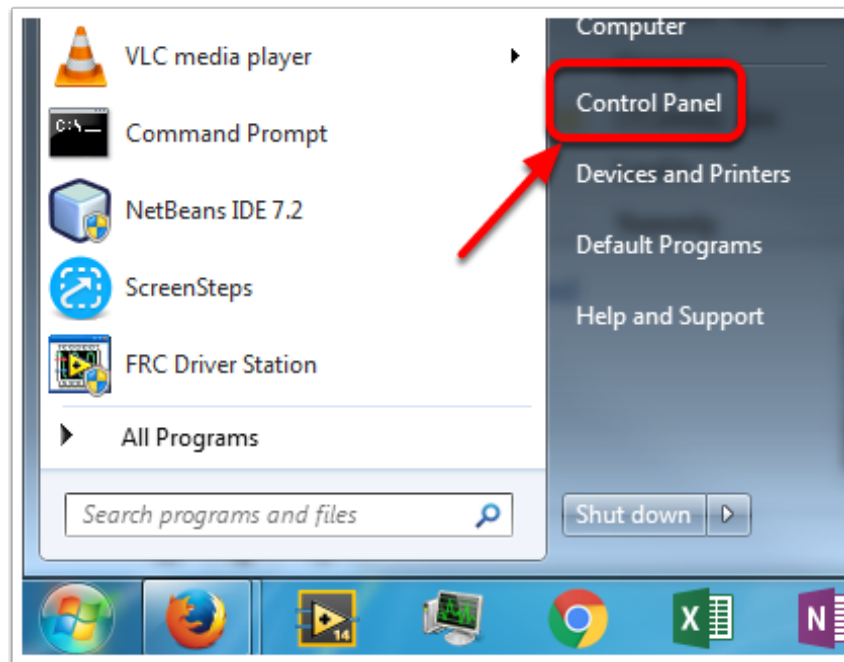 VLC media player
Command Prompt
NetBeans IDE 7.2
ScreenSteps
FRC Driver Station
All Programs
Search programs and files
Computer
Control Panel
Devices and Printers
Default Programs
Help and Support
Shut down
C:\_
14
X
N